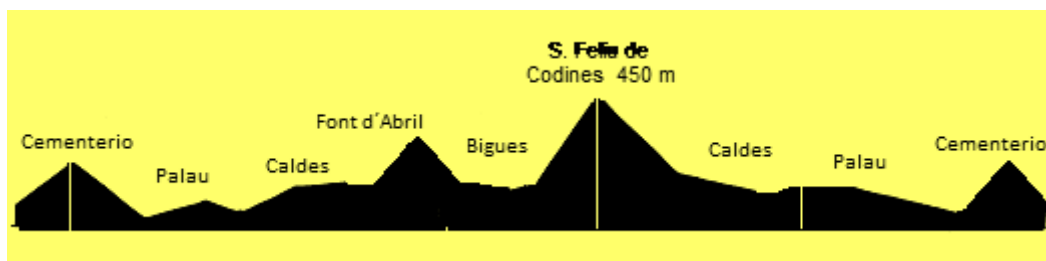 S. Feliu de
Codines 450 m
Font d´Abril
Cementerio
Bigues
Caldes
Palau
Cementerio
Palau
Caldes